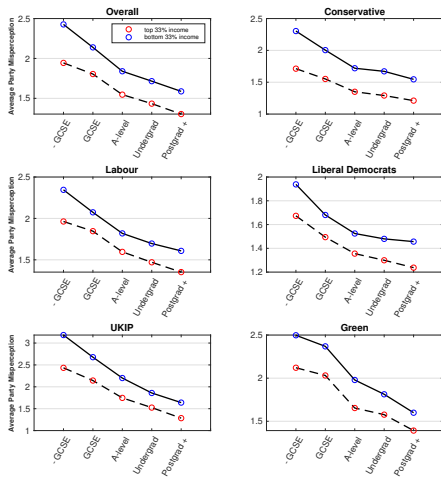 Overall
Average Party Misperception
2.5
2
1.5
top 33% income
bottom 33% income
- GCSE
GCSE
A-level
Undergrad
Postgrad +
Conservative
2.5
2
1.5
1
- GCSE
GCSE
A-level
Undergrad
Postgrad +
Labour
Average Party Misperception
2.5
2
1.5
- GCSE
GCSE
A-level
Undergrad
Postgrad +
Liberal Democrats
2
1.8
1.6
1.4
1.2
- GCSE
GCSE
A-level
Undergrad
Postgrad +
UKIP
Average Party Misperception
3
2.5
2
1.5
1
- GCSE
GCSE
A-level
Undergrad
Postgrad +
Green
2.5
2
1.5
- GCSE
GCSE
A-level
Undergrad
Postgrad +